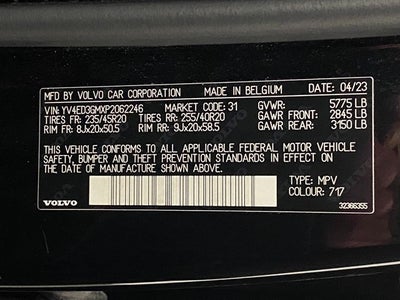 MFD BY VOLVO CAR CORPORATION MADE IN BELGIUM DATE: 04/23
VIN: YV4ED3GMXP2062246 MARKET CODE: 31 GVWR: 5775 LB
TIRES FR: 235/45R20 TIRES RR: 255/40R20 GAWR FRONT: 2845 LB
RIM FR: 8Jx20x50.5 RIM RR: 9Jx20x58.5 GAWR REAR: 3150 LB
THIS VEHICLE CONFORMS TO ALL APPLICABLE FEDERAL MOTOR VEHICLE
SAFETY, BUMPER AND THEFT PREVENTION STANDARDS IN EFFECT ON
THE DATE OF MANUFACTURE SHOWN ABOVE.
TYPE: MPV
COLOUR: 717
VOLVO 32366355